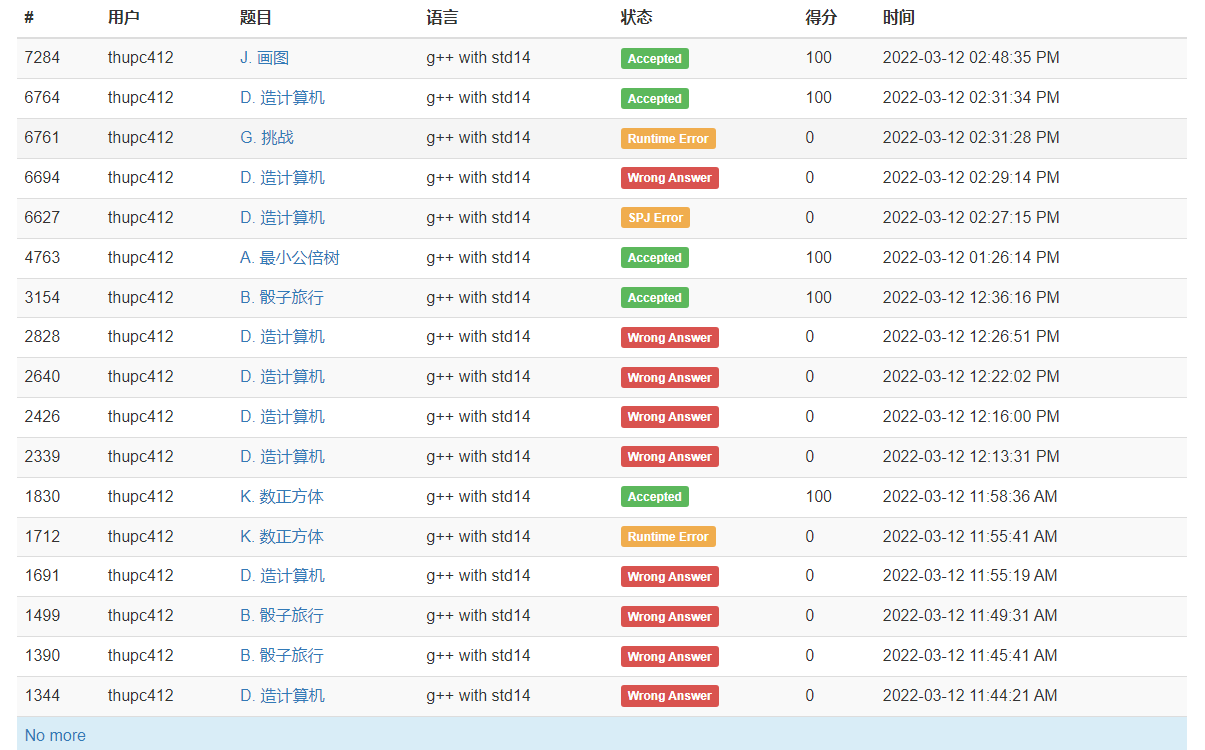 # 用户 题目 语言 状态 得分 时间
7284 thupc412 J. 画图 g++ with std14 Accepted 100 2022-03-12 02:48:35 PM
6764 thupc412 D. 造计算机 g++ with std14 Accepted 100 2022-03-12 02:31:34 PM
6761 thupc412 G. 挑战 g++ with std14 Runtime Error 0 2022-03-12 02:31:28 PM
6694 thupc412 D. 造计算机 g++ with std14 Wrong Answer 0 2022-03-12 02:29:14 PM
6627 thupc412 D. 造计算机 g++ with std14 SPJ Error 0 2022-03-12 02:27:15 PM
4763 thupc412 A. 最小公倍树 g++ with std14 Accepted 100 2022-03-12 01:26:14 PM
3154 thupc412 B. 骰子旅行 g++ with std14 Accepted 100 2022-03-12 12:36:16 PM
2828 thupc412 D. 造计算机 g++ with std14 Wrong Answer 0 2022-03-12 12:26:51 PM
2640 thupc412 D. 造计算机 g++ with std14 Wrong Answer 0 2022-03-12 12:22:02 PM
2426 thupc412 D. 造计算机 g++ with std14 Wrong Answer 0 2022-03-12 12:16:00 PM
2339 thupc412 D. 造计算机 g++ with std14 Wrong Answer 0 2022-03-12 12:13:31 PM
1830 thupc412 K. 数正方体 g++ with std14 Accepted 100 2022-03-12 11:58:36 AM
1712 thupc412 K. 数正方体 g++ with std14 Runtime Error 0 2022-03-12 11:55:41 AM
1691 thupc412 D. 造计算机 g++ with std14 Wrong Answer 0 2022-03-12 11:55:19 AM
1499 thupc412 B. 骰子旅行 g++ with std14 Wrong Answer 0 2022-03-12 11:49:31 AM
1390 thupc412 B. 骰子旅行 g++ with std14 Wrong Answer 0 2022-03-12 11:45:41 AM
1344 thupc412 D. 造计算机 g++ with std14 Wrong Answer 0 2022-03-12 11:44:21 AM
No more